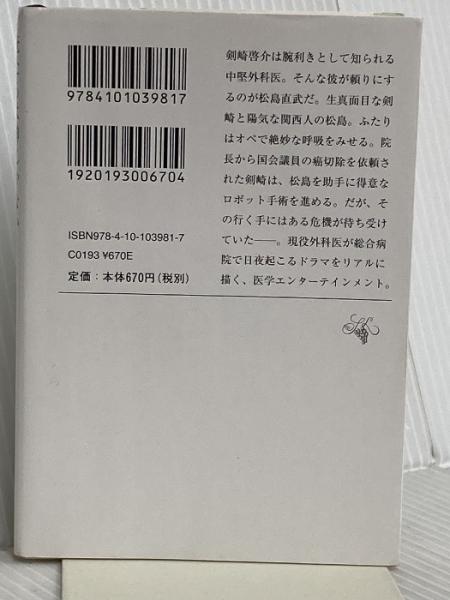 9784101039817
1920193006704
ISBN978-4-10-103981-7
C0193 ¥670E
定価：本体670円（税別）
剣崎啓介は腕利きとして知られる
中堅外科医。そんな彼が頼りにす
るのが松島直武だ。生真面目な剣
崎と陽気な関西人の松島。ふたり
はオペで絶妙な呼吸をみせる。院
長から国会議員の癌切除を依頼さ
れた剣崎は、松島を助手に得意な
ロボット手術を進める。だが、そ
の行く手にはある危機が待ち受け
ていた――。現役外科医が総合病
院で日夜起こるドラマをリアルに
描く、医学エンターテインメント。